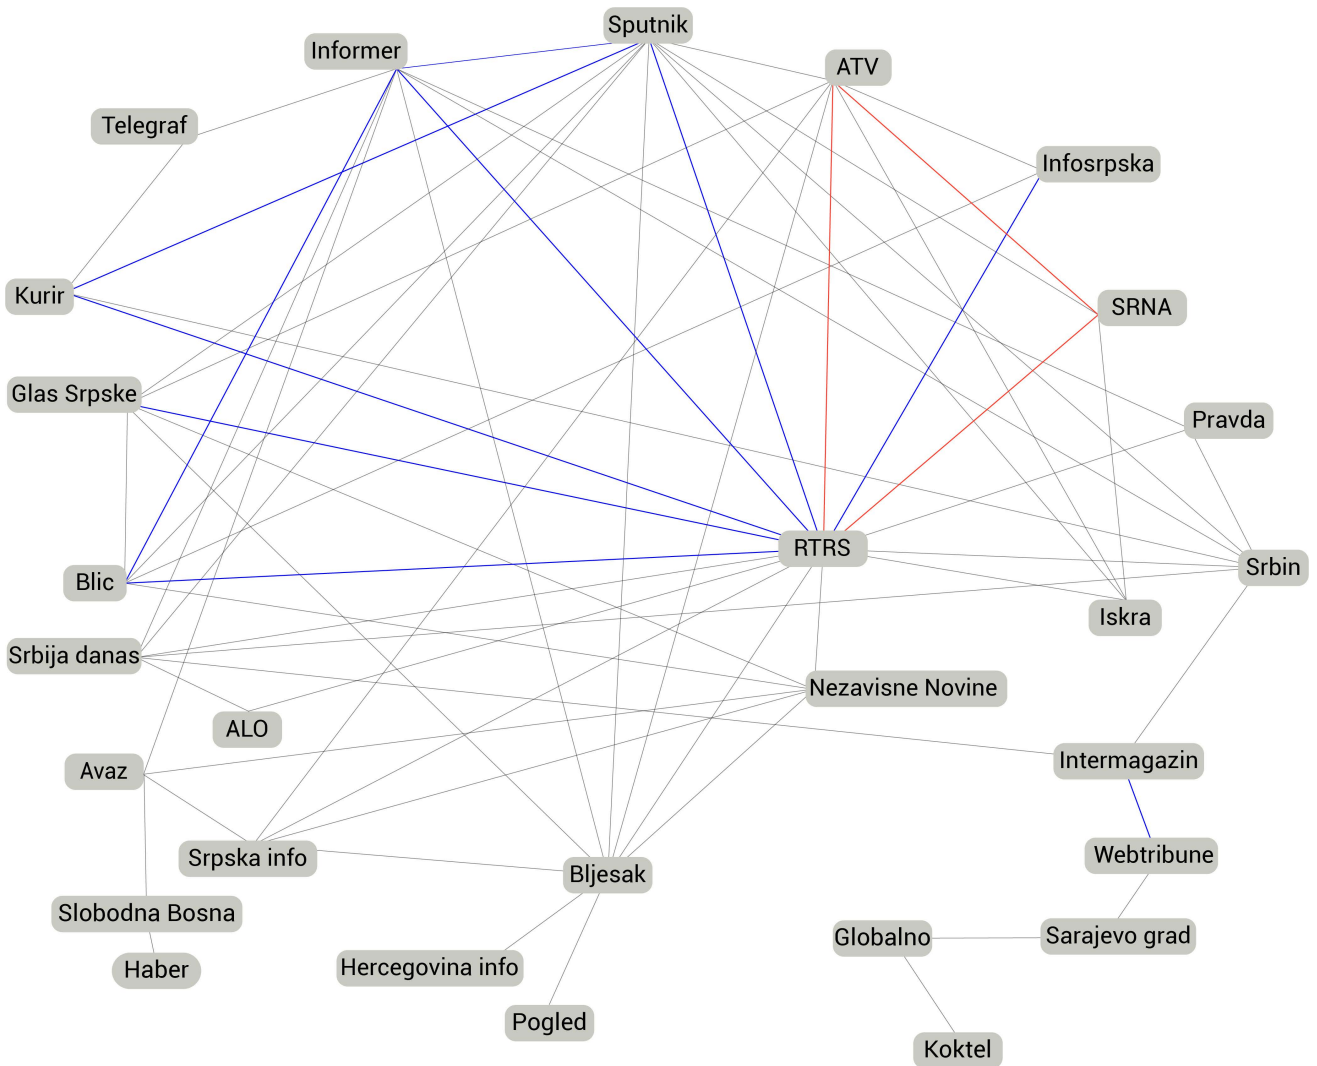 Sputnik
Informer
ATV
Telegraf
Infosrpska
Kurir
SRNA
Glas Srpske
Pravda
RTRS
Srbin
Blic
Iskra
Srbija danas
Nezavisne Novine
ALO
Intermagazin
Avaz
Srpska info
Webtribune
Bljesak
Slobodna Bosna
Globalno
Sarajevo grad
Haber
Hercegovina info
Pogled
Koktel